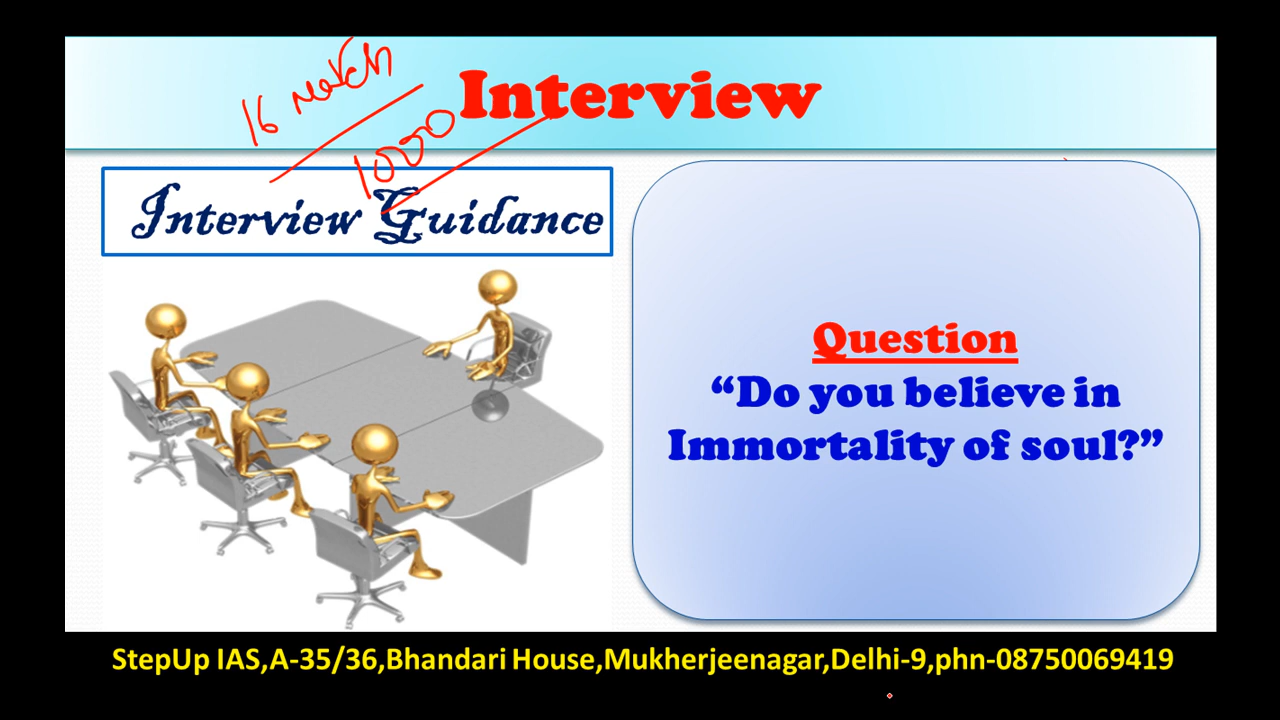 Interview
16 March
1000
Interview Guidance
Question
“Do you believe in
Immortality of soul?”
StepUp IAS,A-35/36,Bhandari House,Mukherjeenagar,Delhi-9,phn-08750069419